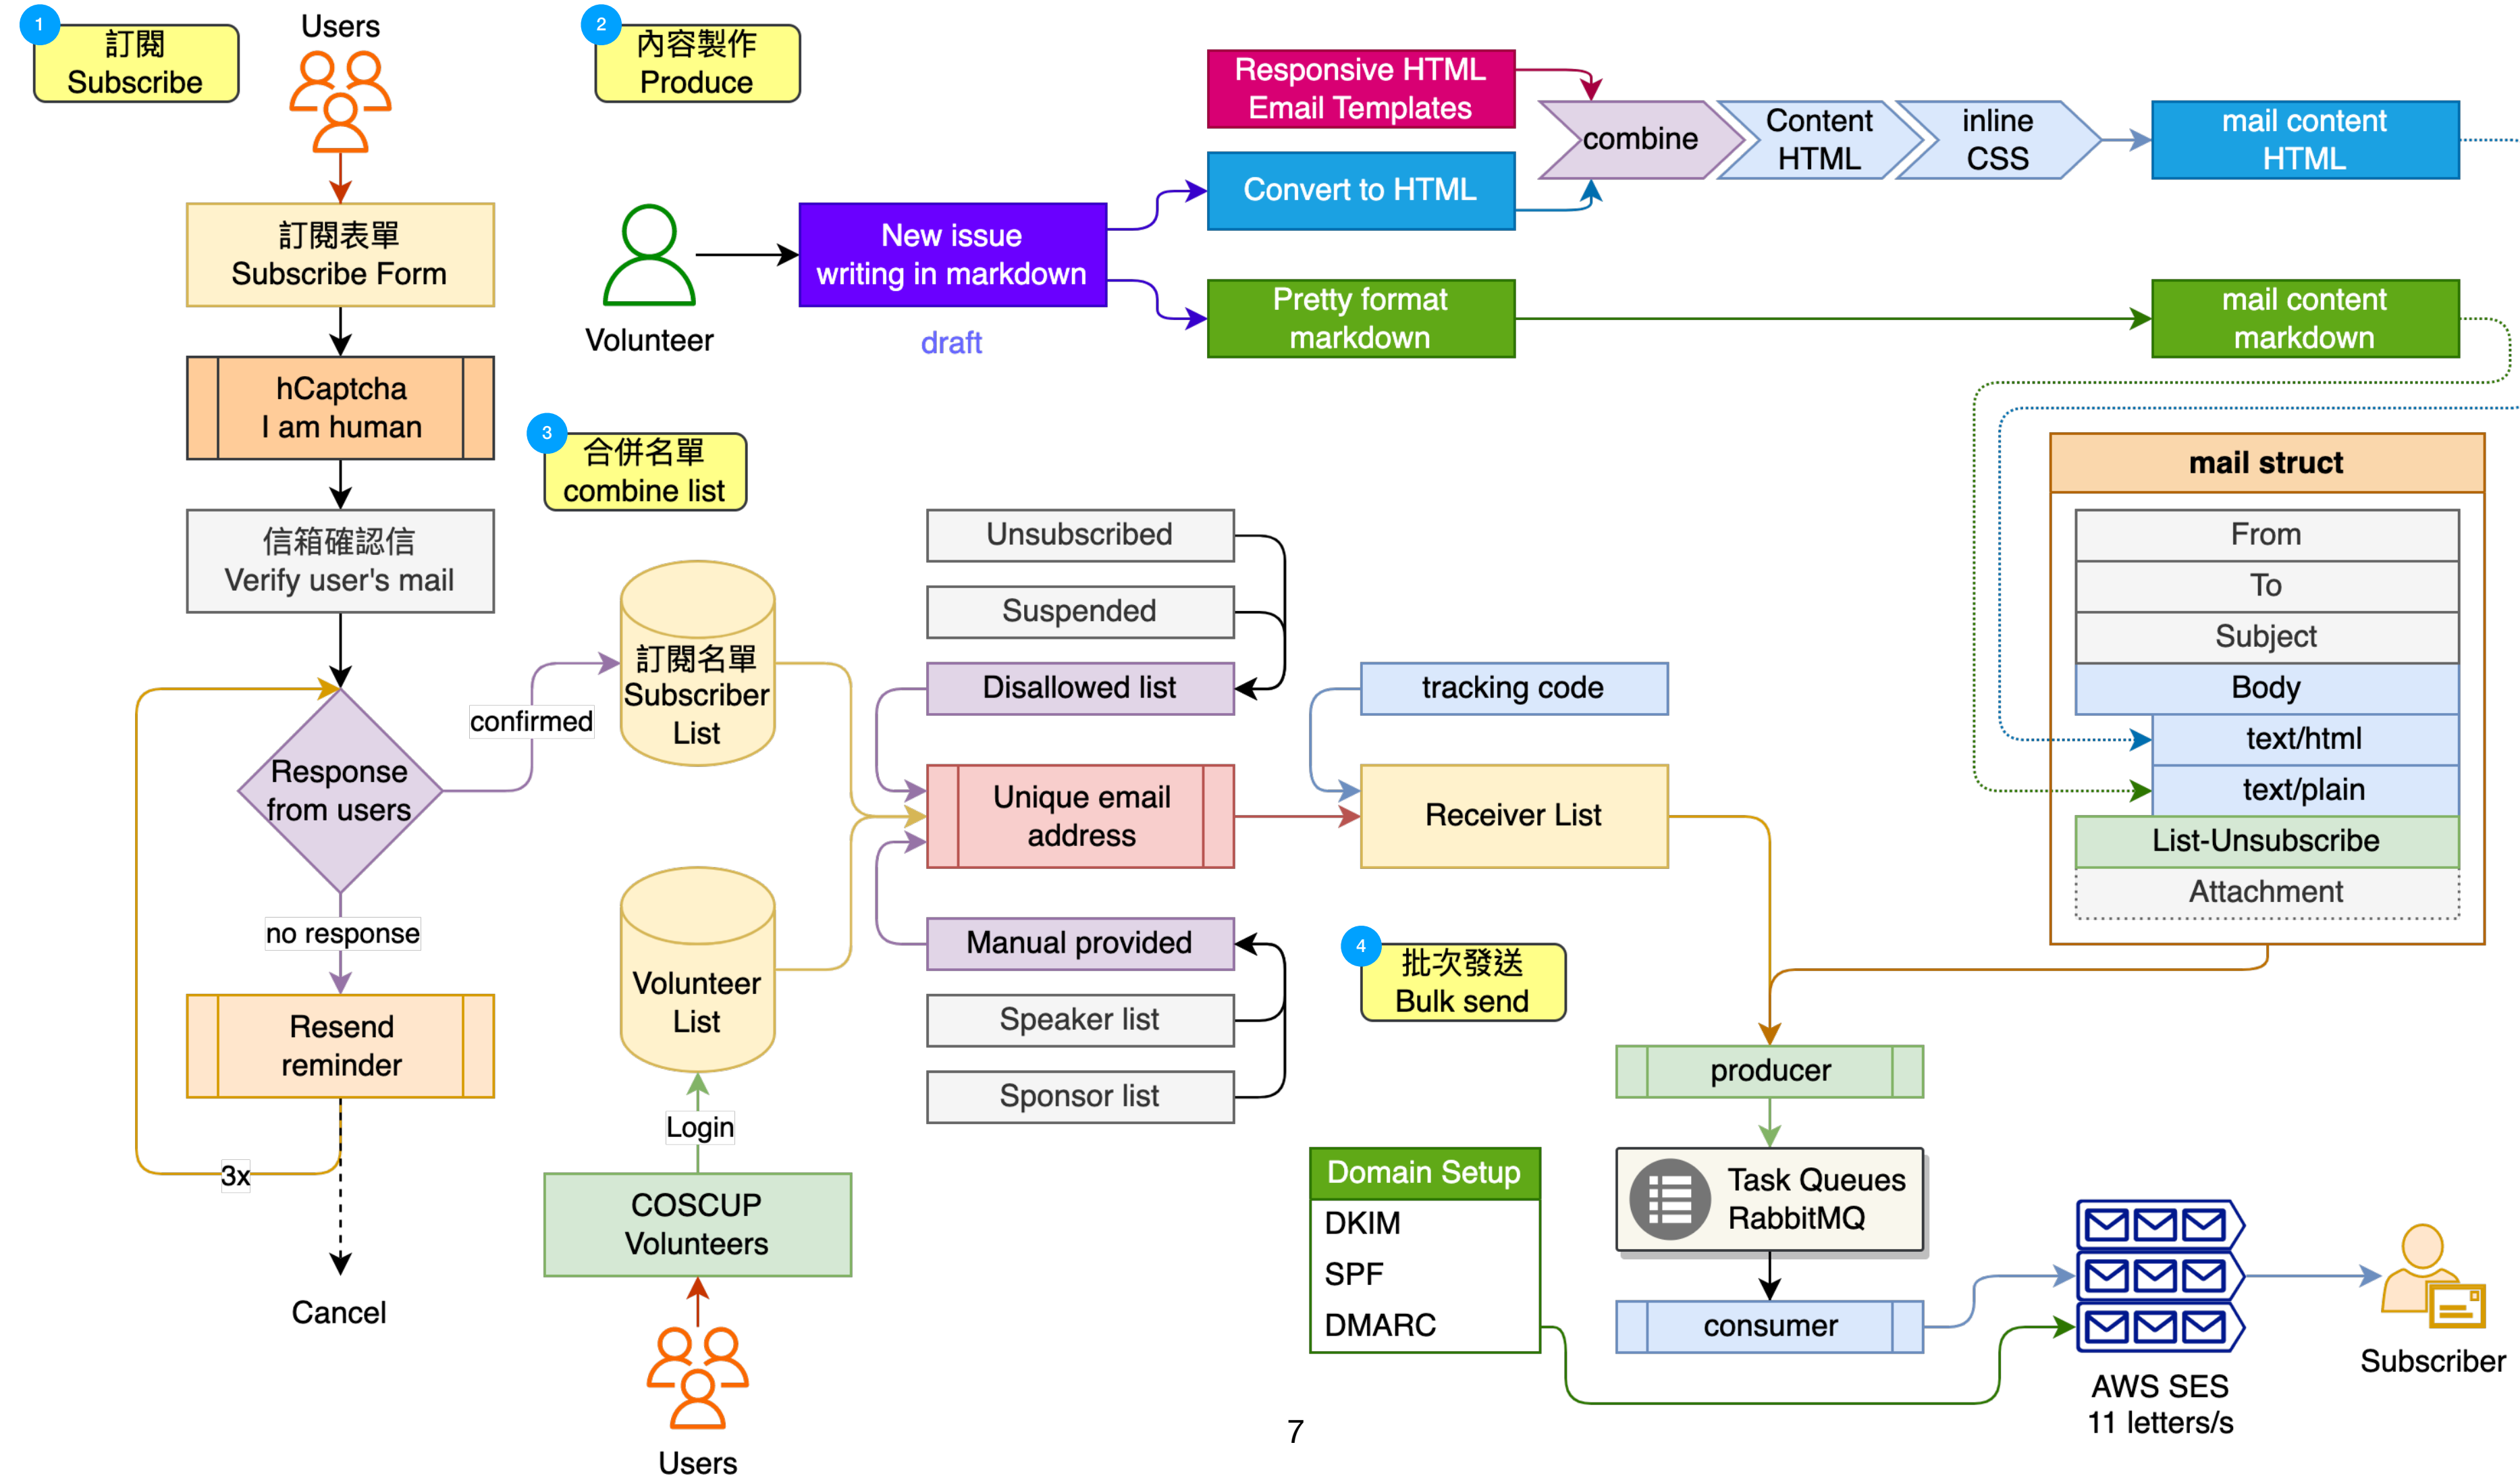 1
訂閱
Subscribe
Users
訂閱表單
Subscribe Form
hCaptcha
I am human
信箱確認信
Verify user's mail
Response
from users
confirmed
no response
Resend
reminder
3x
Cancel
2
內容製作
Produce
Volunteer
New issue
writing in markdown
draft
Responsive HTML
Email Templates
Convert to HTML
Pretty format
markdown
combine
Content
HTML
inline
CSS
mail content
HTML
mail content
markdown
3
合併名單
combine list
訂閱名單
Subscriber
List
Volunteer
List
Login
COSCUP
Volunteers
Users
Unsubscribed
Suspended
Disallowed list
Unique email
address
Manual provided
Speaker list
Sponsor list
tracking code
Receiver List
mail struct
From
To
Subject
Body
text/html
text/plain
List-Unsubscribe
Attachment
4
批次發送
Bulk send
producer
Task Queues
RabbitMQ
consumer
Domain Setup
DKIM
SPF
DMARC
AWS SES
11 letters/s
Subscriber
7